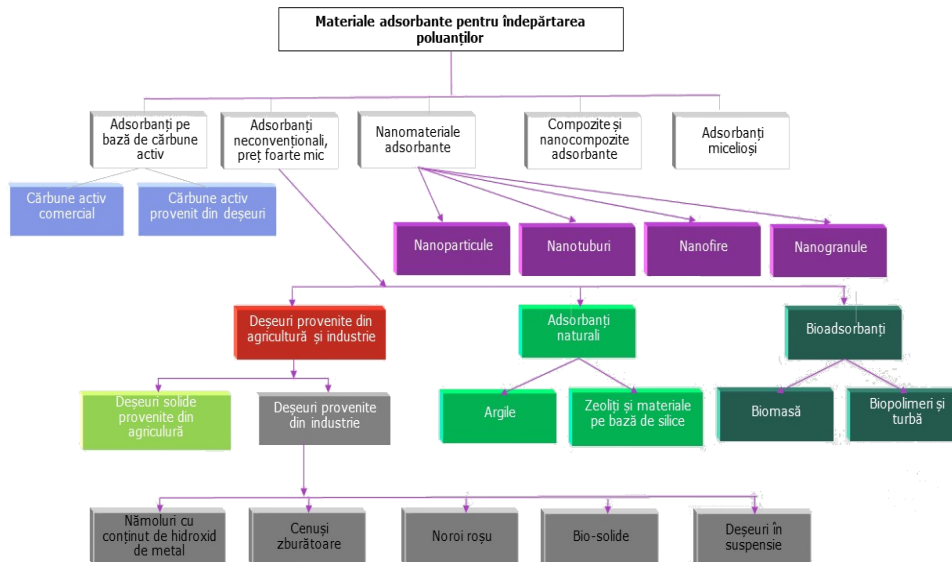 Materiale adsorbante pentru îndepărtarea
poluanților
Adsorbanți pe
bază de cărbune
activ
Adsorbanți
neconvenționali,
preț foarte mic
Nanomateriale
adsorbante
Compozite și
nanocompozite
adsorbante
Adsorbanți
micelioși
Cărbune activ
comercial
Cărbune activ
provenit din deșeuri
Nanoparticule
Nanotuburi
Nanofire
Nanogranule
Deșeuri provenite din
agricultură și industrie
Adsorbanți
naturali
Bioadsorbanți
Deșeuri solide
provenite din
agriculură
Deșeuri provenite
din industrie
Argile
Zeoliți și materiale
pe bază de silice
Biomasă
Biopolimeri și
turbă
Nămoluri cu
conținut de hidroxid
de metal
Cenuși
zburătoare
Noroi roșu
Bio-solide
Deșeuri în
suspensie